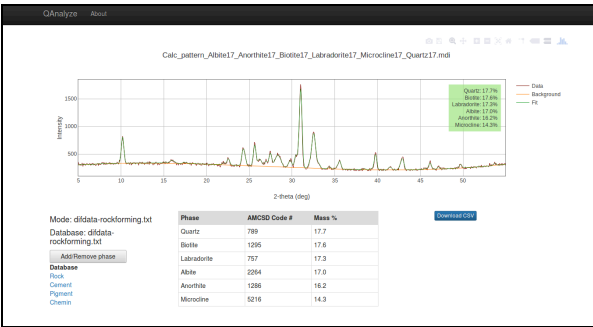 QAnalyze About
Calc_pattern_Albite17_Anorthite17_Biotite17_Labradorite17_Microcline17_Quartz17.mdi
Quartz: 17.7%
Biotite: 17.6%
Labradorite: 17.3%
Albite: 17.0%
Anorthite: 16.2%
Microcline: 14.3%
Data
Background
Fit
Intensity
1500
1000
500
5 10 15 20 25 30 35 40 45 50
2-theta (deg)
Mode: difdata-rockforming.txt
Database: difdata-
rockforming.txt
Add/Remove phase
Database
Rock
Cement
Pigment
Chemin
Phase AMCSD Code # Mass %
Quartz 789 17.7
Biotite 1295 17.6
Labradorite 757 17.3
Albite 2264 17.0
Anorthite 1286 16.2
Microcline 5216 14.3
Download CSV